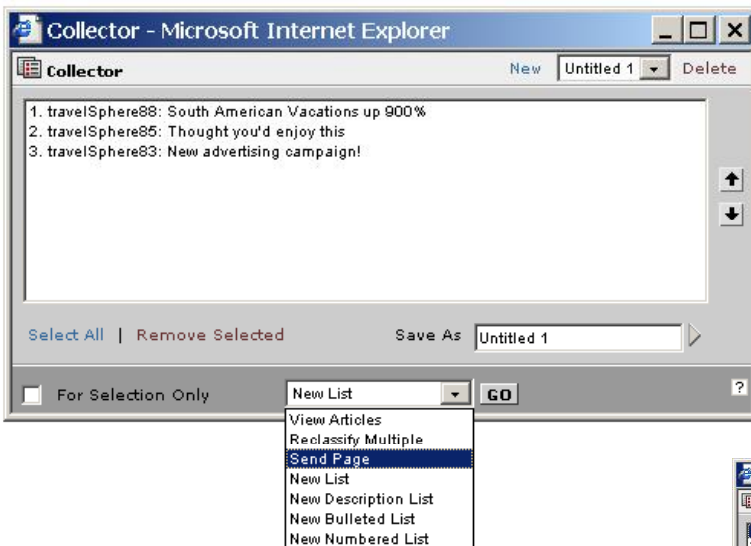 Collector - Microsoft Internet Explorer
Collector New Untitled 1 Delete
1. travelSphere88: South American Vacations up 900%
2. travelSphere85: Thought you'd enjoy this
3. travelSphere83: New advertising campaign!
Select All | Remove Selected Save As Untitled 1
For Selection Only New List GO ?
View Articles
Reclassify Multiple
Send Page
New List
New Description List
New Bulleted List
New Numbered List